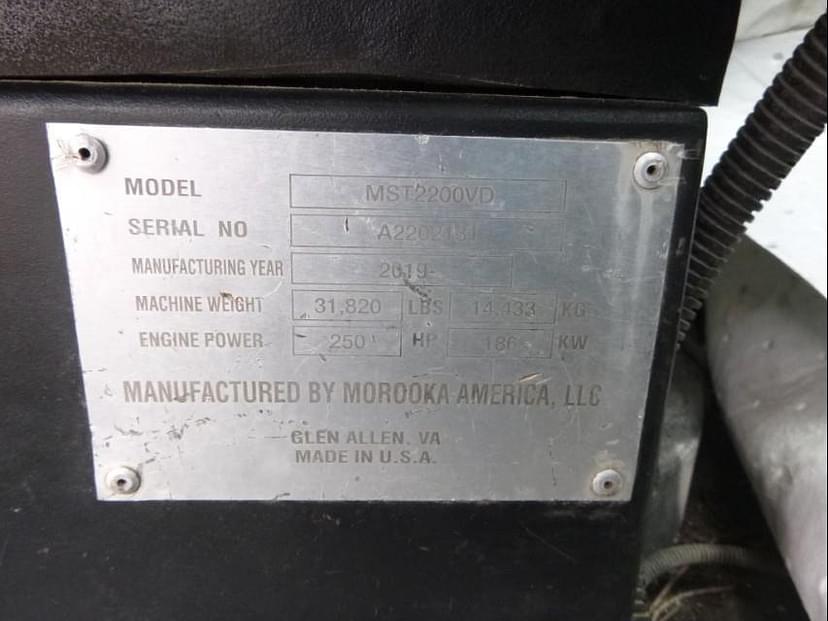 MODEL MST2200VD
SERIAL NO
MANUFACTURING YEAR 2019
MACHINE WEIGHT 31,820 LBS 14,433 KG
ENGINE POWER 250 HP 186 KW
MANUFACTURED BY MOROOKA AMERICA, LLC
GLEN ALLEN, VA
MADE IN U.S.A.